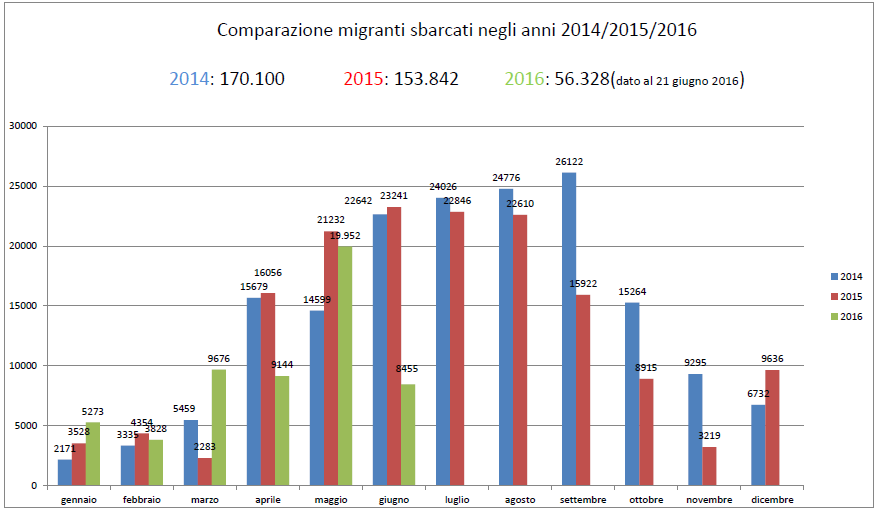 Comparazione migranti sbarcati negli anni 2014/2015/2016
2014: 170.100 2015: 153.842 2016: 56.328(dato al 21 giugno 2016)
30000
25000
20000
15000
10000
5000
0
2171 3528 5273
3335 4354 3828
5459 2283 9676
15679 16056 9144
14599 21232 19.952
22642 23241 8455
24026 22846
24776 22610
26122 15922
15264 8915
9295 3219
6732 9636
gennaio febbraio marzo aprile maggio giugno luglio agosto settembre ottobre novembre dicembre
2014
2015
2016